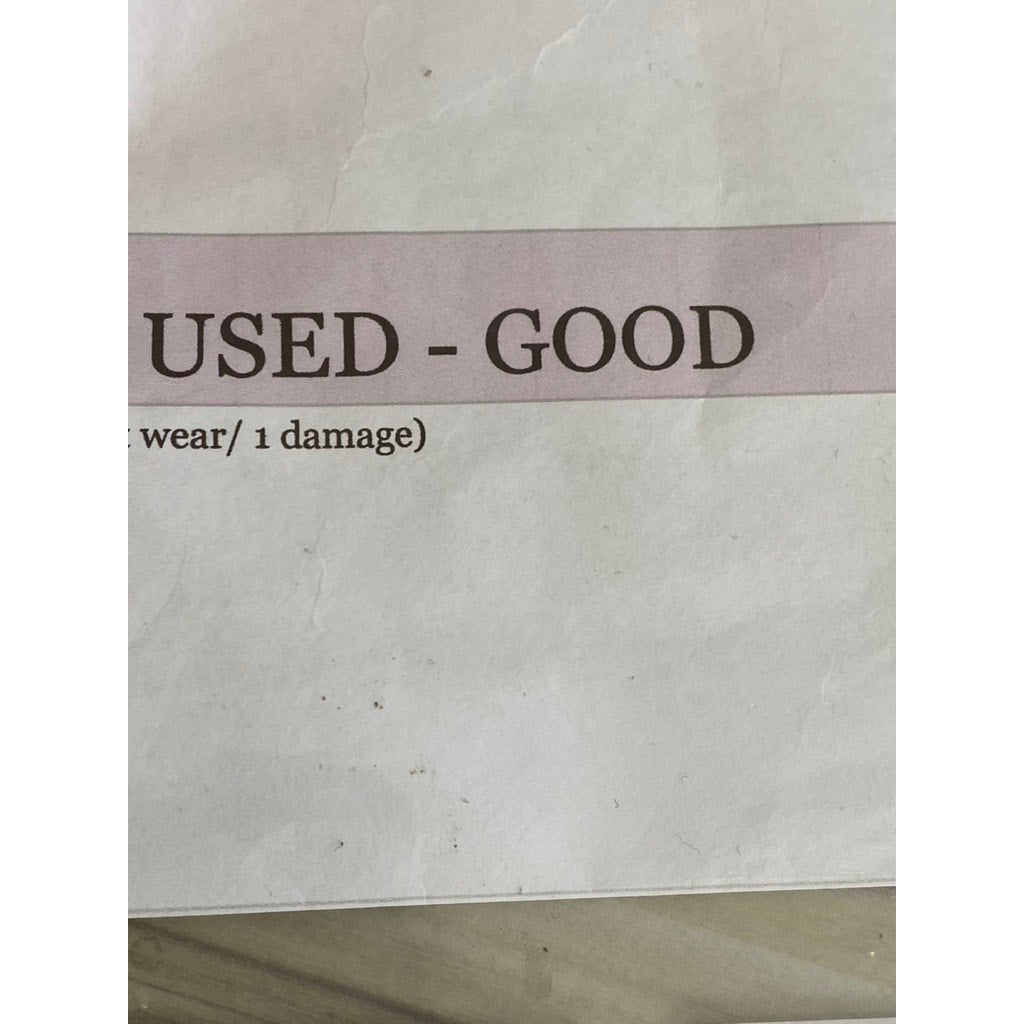 USED - GOOD
wear/ 1 damage)